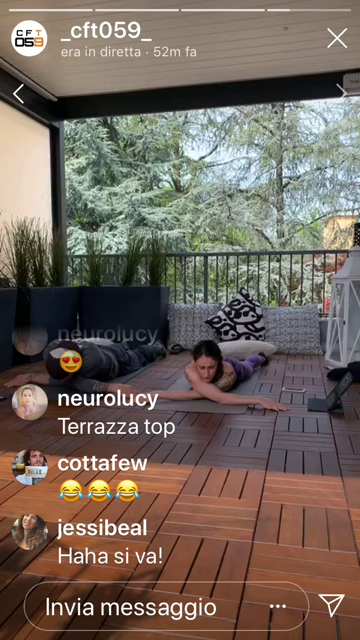 CFT
059
_cft059_
era in diretta · 52m fa
neurolucy
😍
neurolucy
Terrazza top
cottafew
😂😂😂
jessibeal
Haha si va!
Invia messaggio